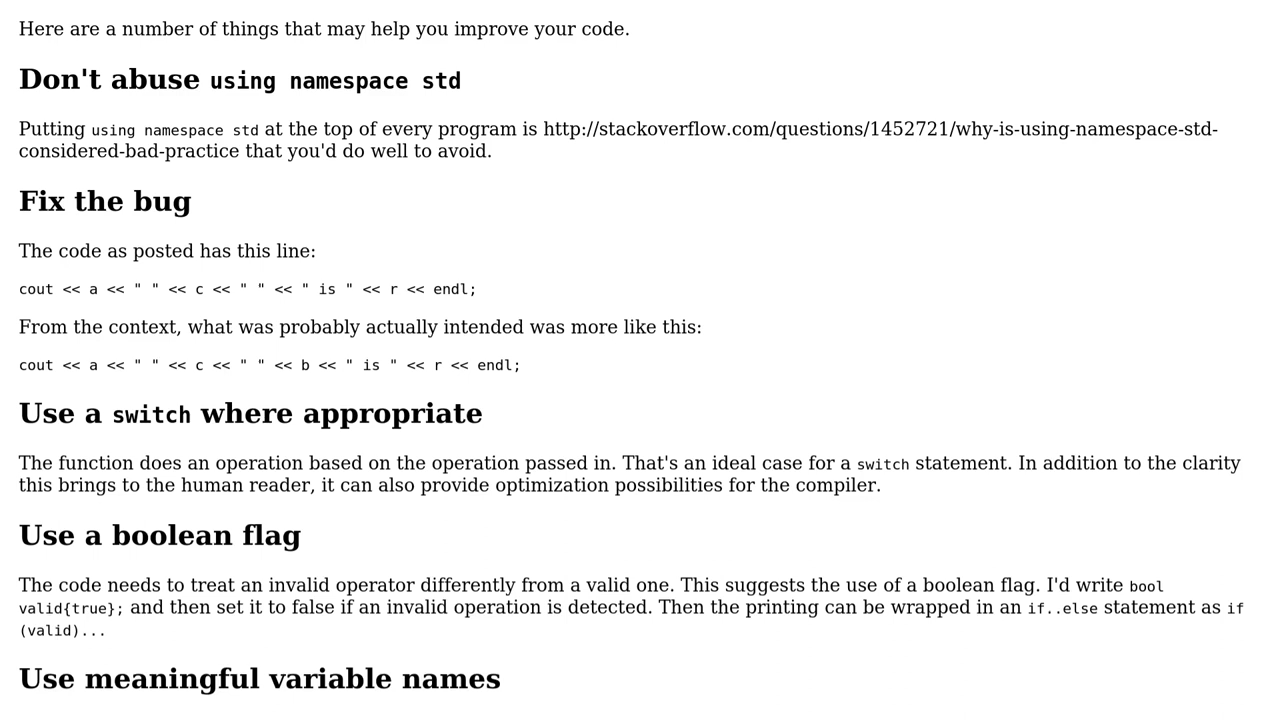 Here are a number of things that may help you improve your code.
Don't abuse using namespace std
Putting using namespace std at the top of every program is http://stackoverflow.com/questions/1452721/why-is-using-namespace-std-
considered-bad-practice that you'd do well to avoid.
Fix the bug
The code as posted has this line:
cout << a << " " << c << " " << " is " << r << endl;
From the context, what was probably actually intended was more like this:
cout << a << " " << c << " " << b << " is " << r << endl;
Use a switch where appropriate
The function does an operation based on the operation passed in. That's an ideal case for a switch statement. In addition to the clarity
this brings to the human reader, it can also provide optimization possibilities for the compiler.
Use a boolean flag
The code needs to treat an invalid operator differently from a valid one. This suggests the use of a boolean flag. I'd write bool
valid{true}; and then set it to false if an invalid operation is detected. Then the printing can be wrapped in an if..else statement as if
(valid)...
Use meaningful variable names